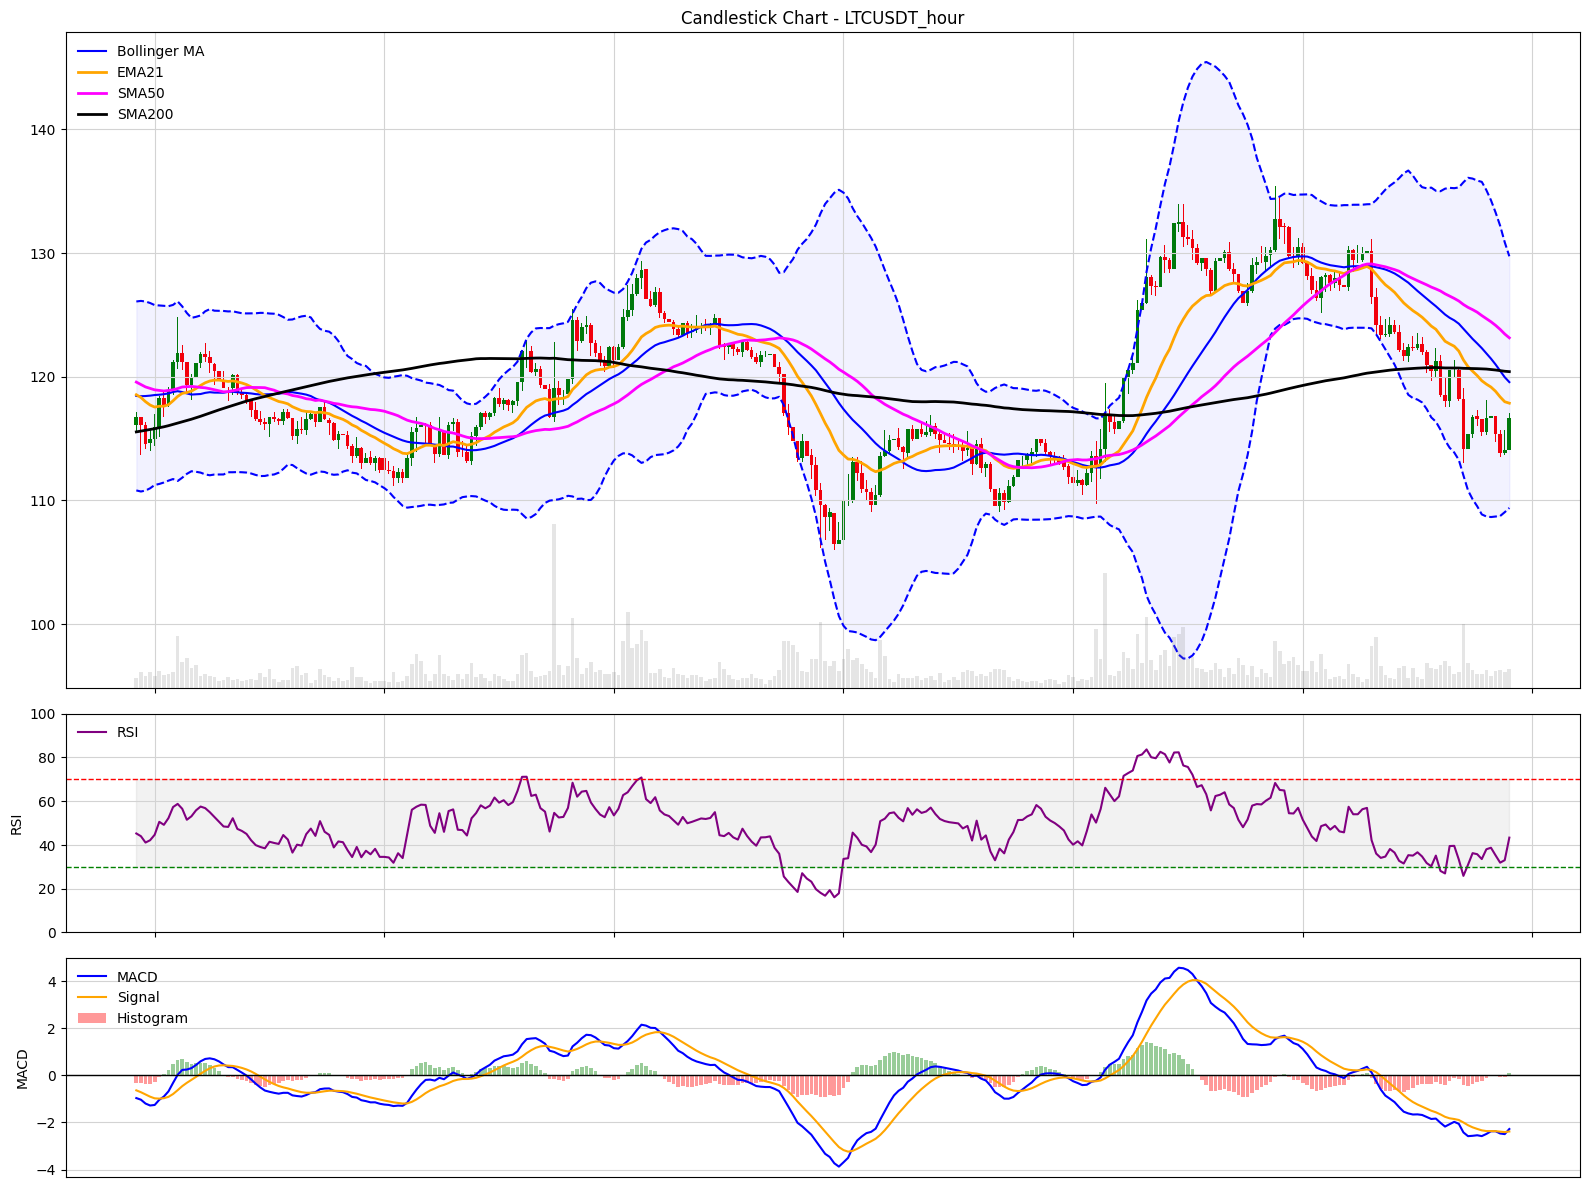 Candlestick Chart - LTCUSDT_hour
Bollinger MA
EMA21
SMA50
SMA200
140
130
120
110
100
100
80
60
40
20
0
RSI
RSI
4
2
0
−2
−4
MACD
MACD
Signal
Histogram